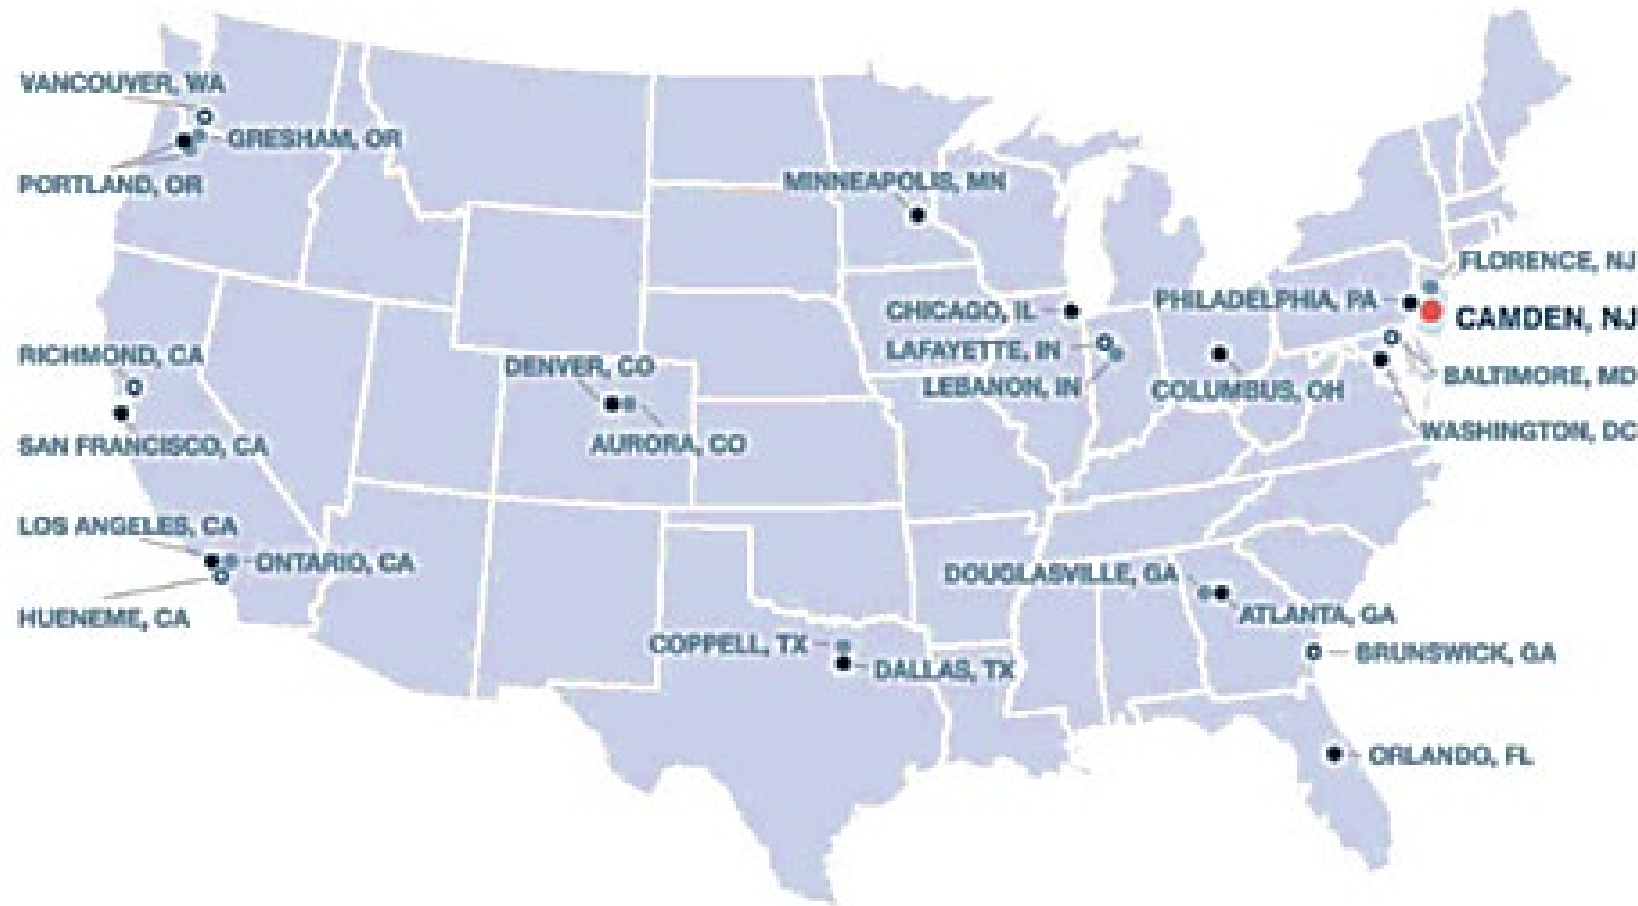 VANCOUVER, WA
GRESHAM, OR
PORTLAND, OR
MINNEAPOLIS, MN
FLORENCE, NJ
PHILADELPHIA, PA
CAMDEN, NJ
CHICAGO, IL
LAFAYETTE, IN
LEBANON, IN
COLUMBUS, OH
BALTIMORE, MD
WASHINGTON, DC
RICHMOND, CA
SAN FRANCISCO, CA
DENVER, CO
AURORA, CO
LOS ANGELES, CA
ONTARIO, CA
HUENEME, CA
DOUGLASVILLE, GA
ATLANTA, GA
COPPELL, TX
DALLAS, TX
BRUNSWICK, GA
ORLANDO, FL